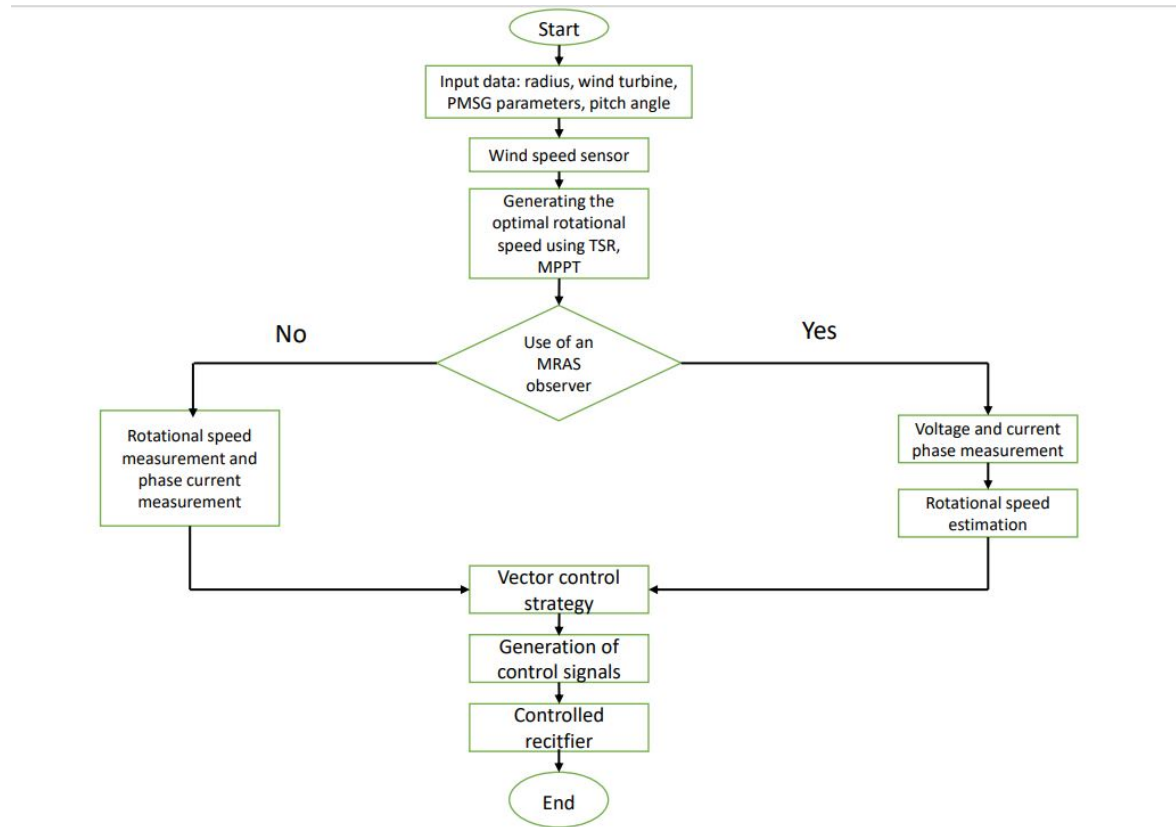 Start
Input data: radius, wind turbine,
PMSG parameters, pitch angle
Wind speed sensor
Generating the
optimal rotational
speed using TSR,
MPPT
No
Yes
Use of an
MRAS
observer
Rotational speed
measurement and
phase current
measurement
Voltage and current
phase measurement
Rotational speed
estimation
Vector control
strategy
Generation of
control signals
Controlled
recitfier
End